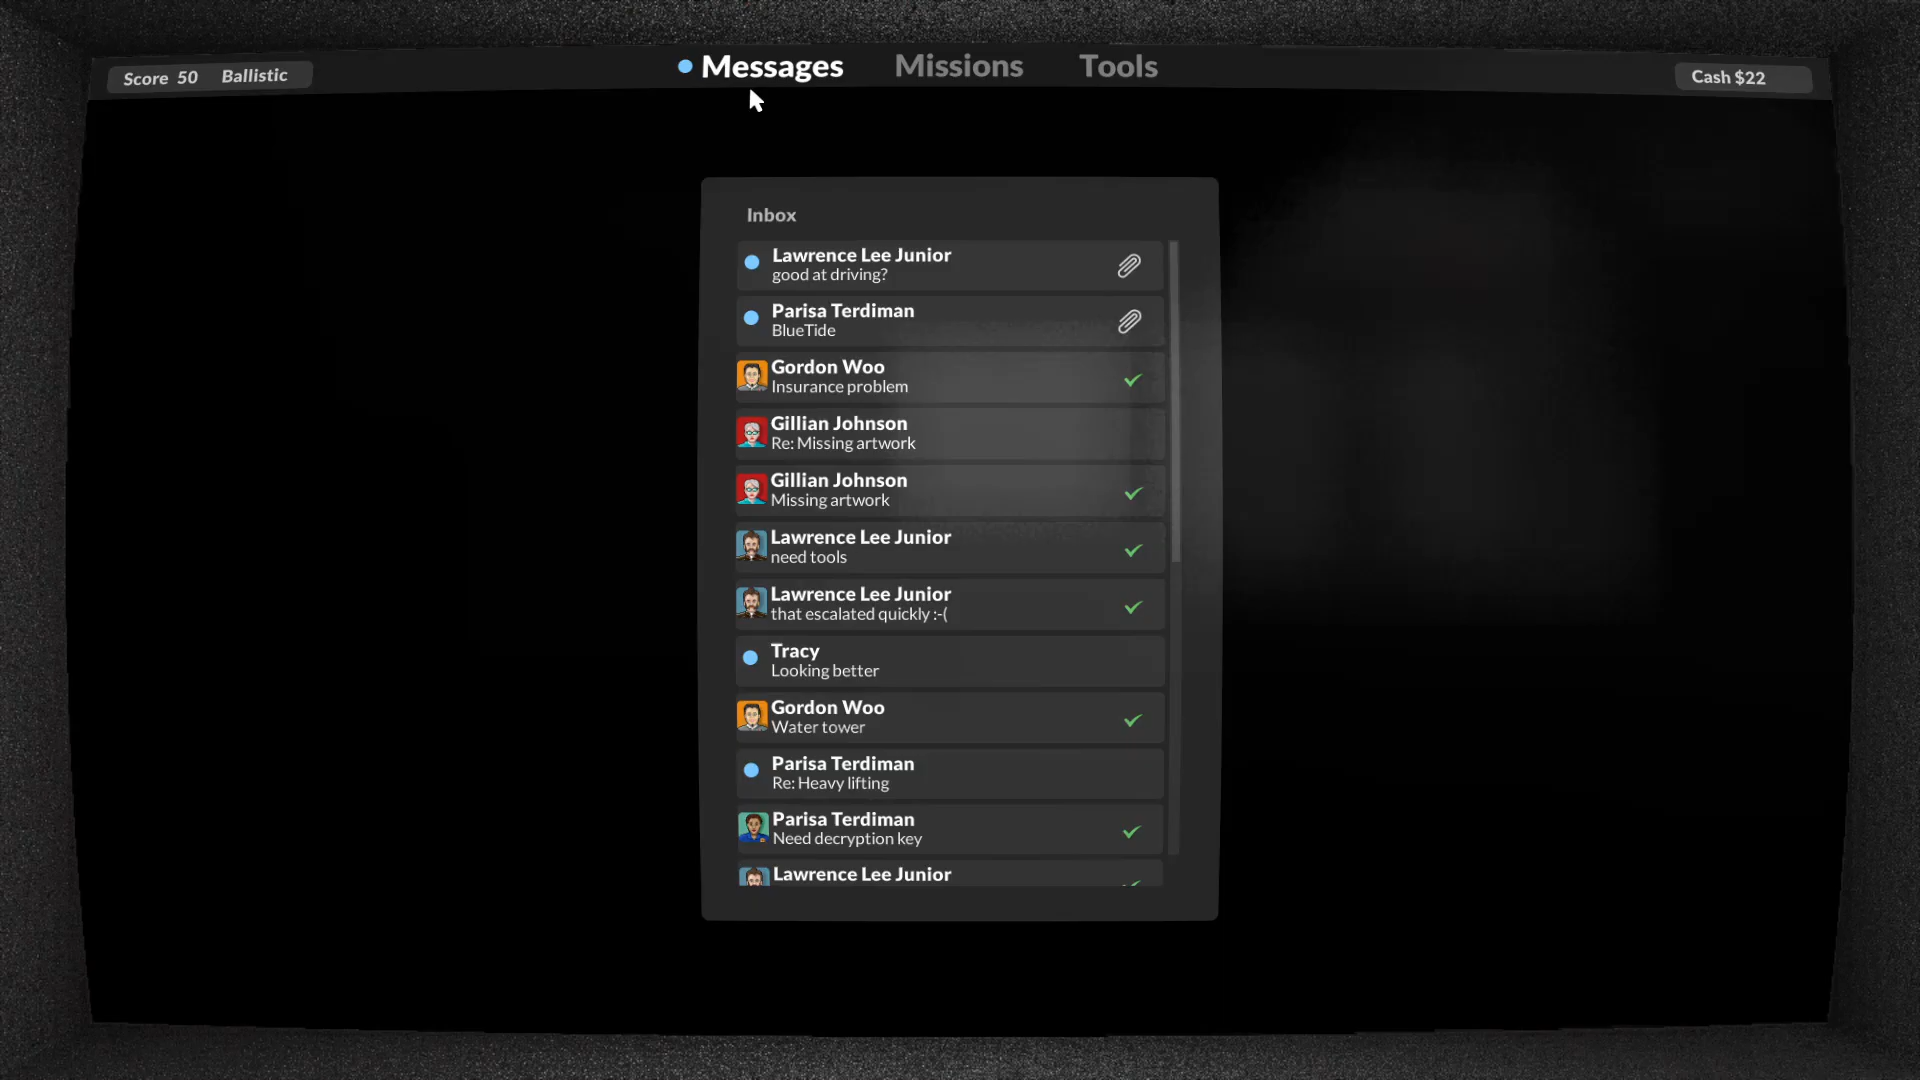 Score 50 Ballistic
Messages Missions Tools
Cash $22
Inbox
Lawrence Lee Junior
good at driving?
Parisa Terdiman
BlueTide
Gordon Woo
Insurance problem
Gillian Johnson
Re: Missing artwork
Gillian Johnson
Missing artwork
Lawrence Lee Junior
need tools
Lawrence Lee Junior
that escalated quickly :-(
Tracy
Looking better
Gordon Woo
Water tower
Parisa Terdiman
Re: Heavy lifting
Parisa Terdiman
Need decryption key
Lawrence Lee Junior